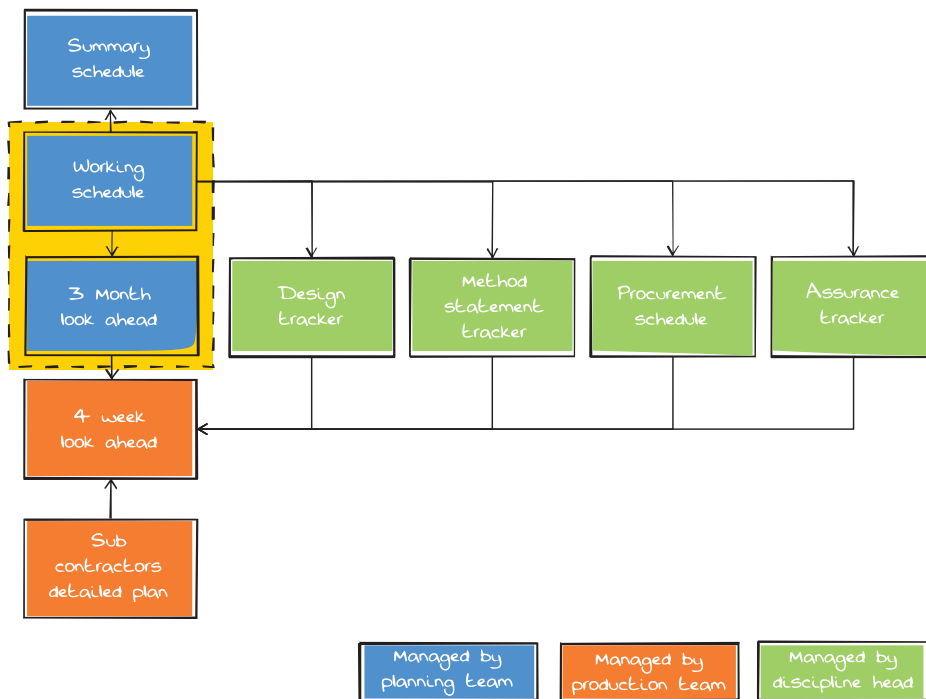 Summary
schedule
Working
schedule
3 Month
look ahead
Design
tracker
Method
statement
tracker
Procurement
schedule
Assurance
tracker
4 week
look ahead
Sub
contractors
detailed plan
Managed by
planning team
Managed by
production team
Managed by
discipline head